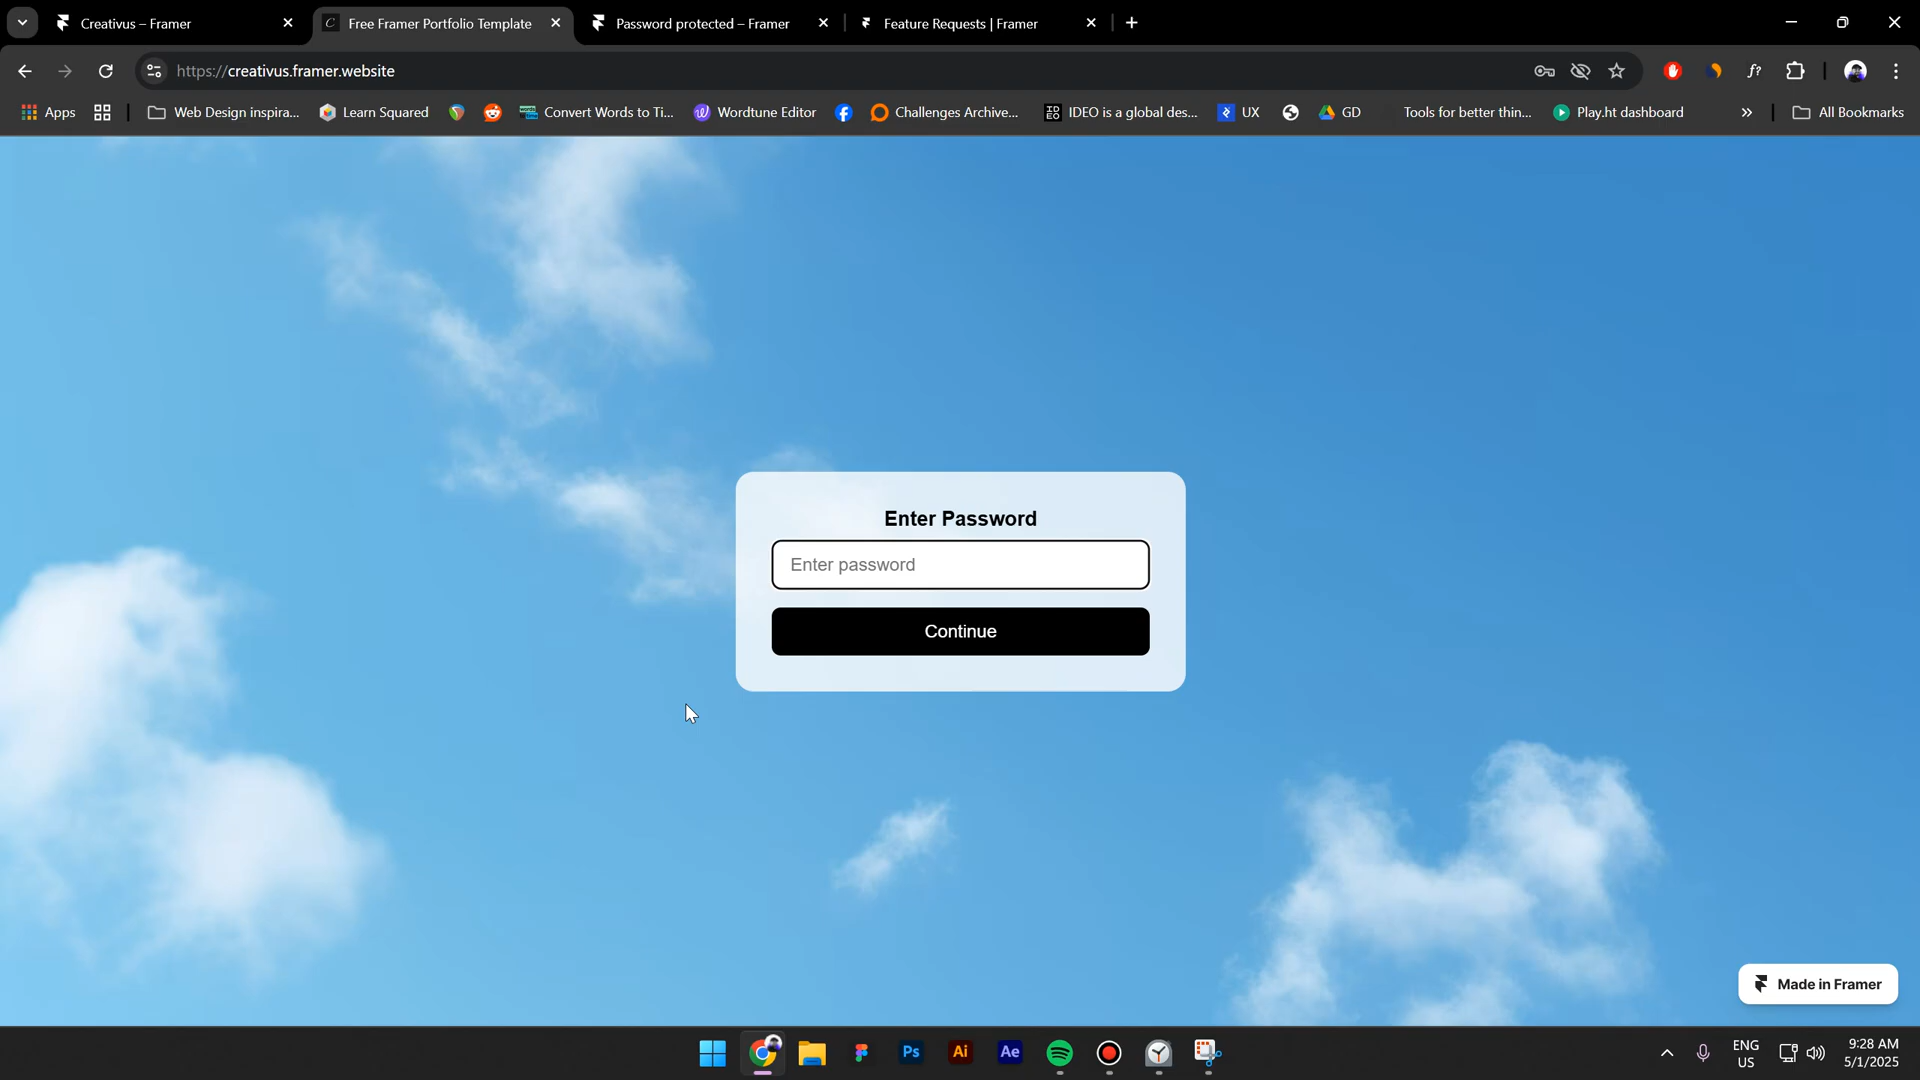 Creativus – Framer
Free Framer Portfolio Template
Password protected – Framer
Feature Requests | Framer
https://creativus.framer.website
f?
Apps
Web Design inspira...
Learn Squared
Convert Words to Ti...
Wordtune Editor
Challenges Archive...
IDEO is a global des...
UX
GD
Tools for better thin...
Play.ht dashboard
»
All Bookmarks
Enter Password
Enter password
Continue
Made in Framer
Ps
Ai
Ae
ENG
US
9:28 AM
5/1/2025